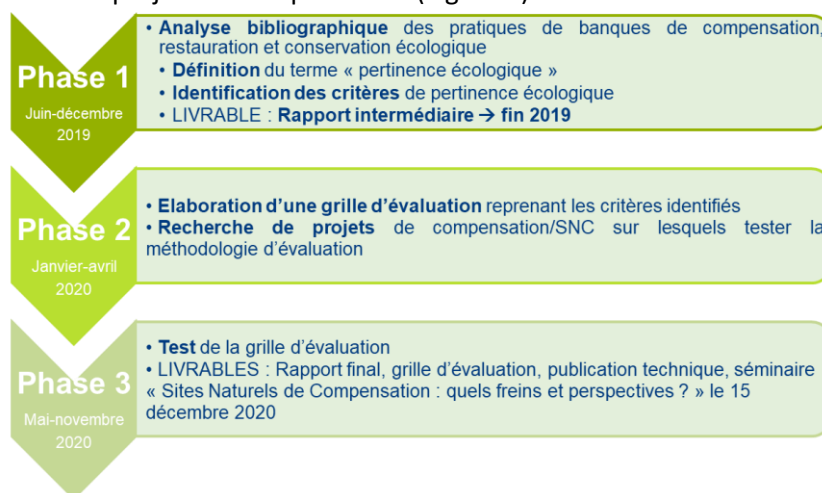 • Analyse bibliographique des pratiques de banques de compensation,
restauration et conservation écologique
• Définition du terme « pertinence écologique »
• Identification des critères de pertinence écologique
• LIVRABLE : Rapport intermédiaire → fin 2019
Phase 1
Juin-décembre
2019
• Elaboration d'une grille d'évaluation reprenant les critères identifiés
• Recherche de projets de compensation/SNC sur lesquels tester la
méthodologie d'évaluation
Phase 2
Janvier-avril
2020
• Test de la grille d'évaluation
• LIVRABLES : Rapport final, grille d'évaluation, publication technique, séminaire
« Sites Naturels de Compensation : quels freins et perspectives ? » le 15
décembre 2020
Phase 3
Mai-novembre
2020